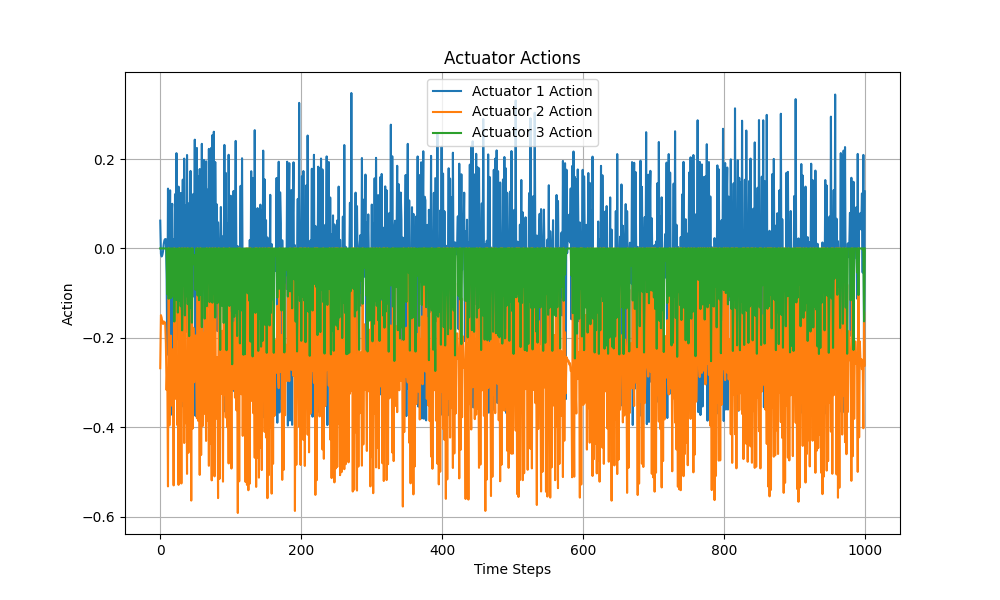 Actuator Actions
Actuator 1 Action
Actuator 2 Action
Actuator 3 Action
0.2
0.0
−0.2
−0.4
−0.6
Action
0 200 400 600 800 1000
Time Steps